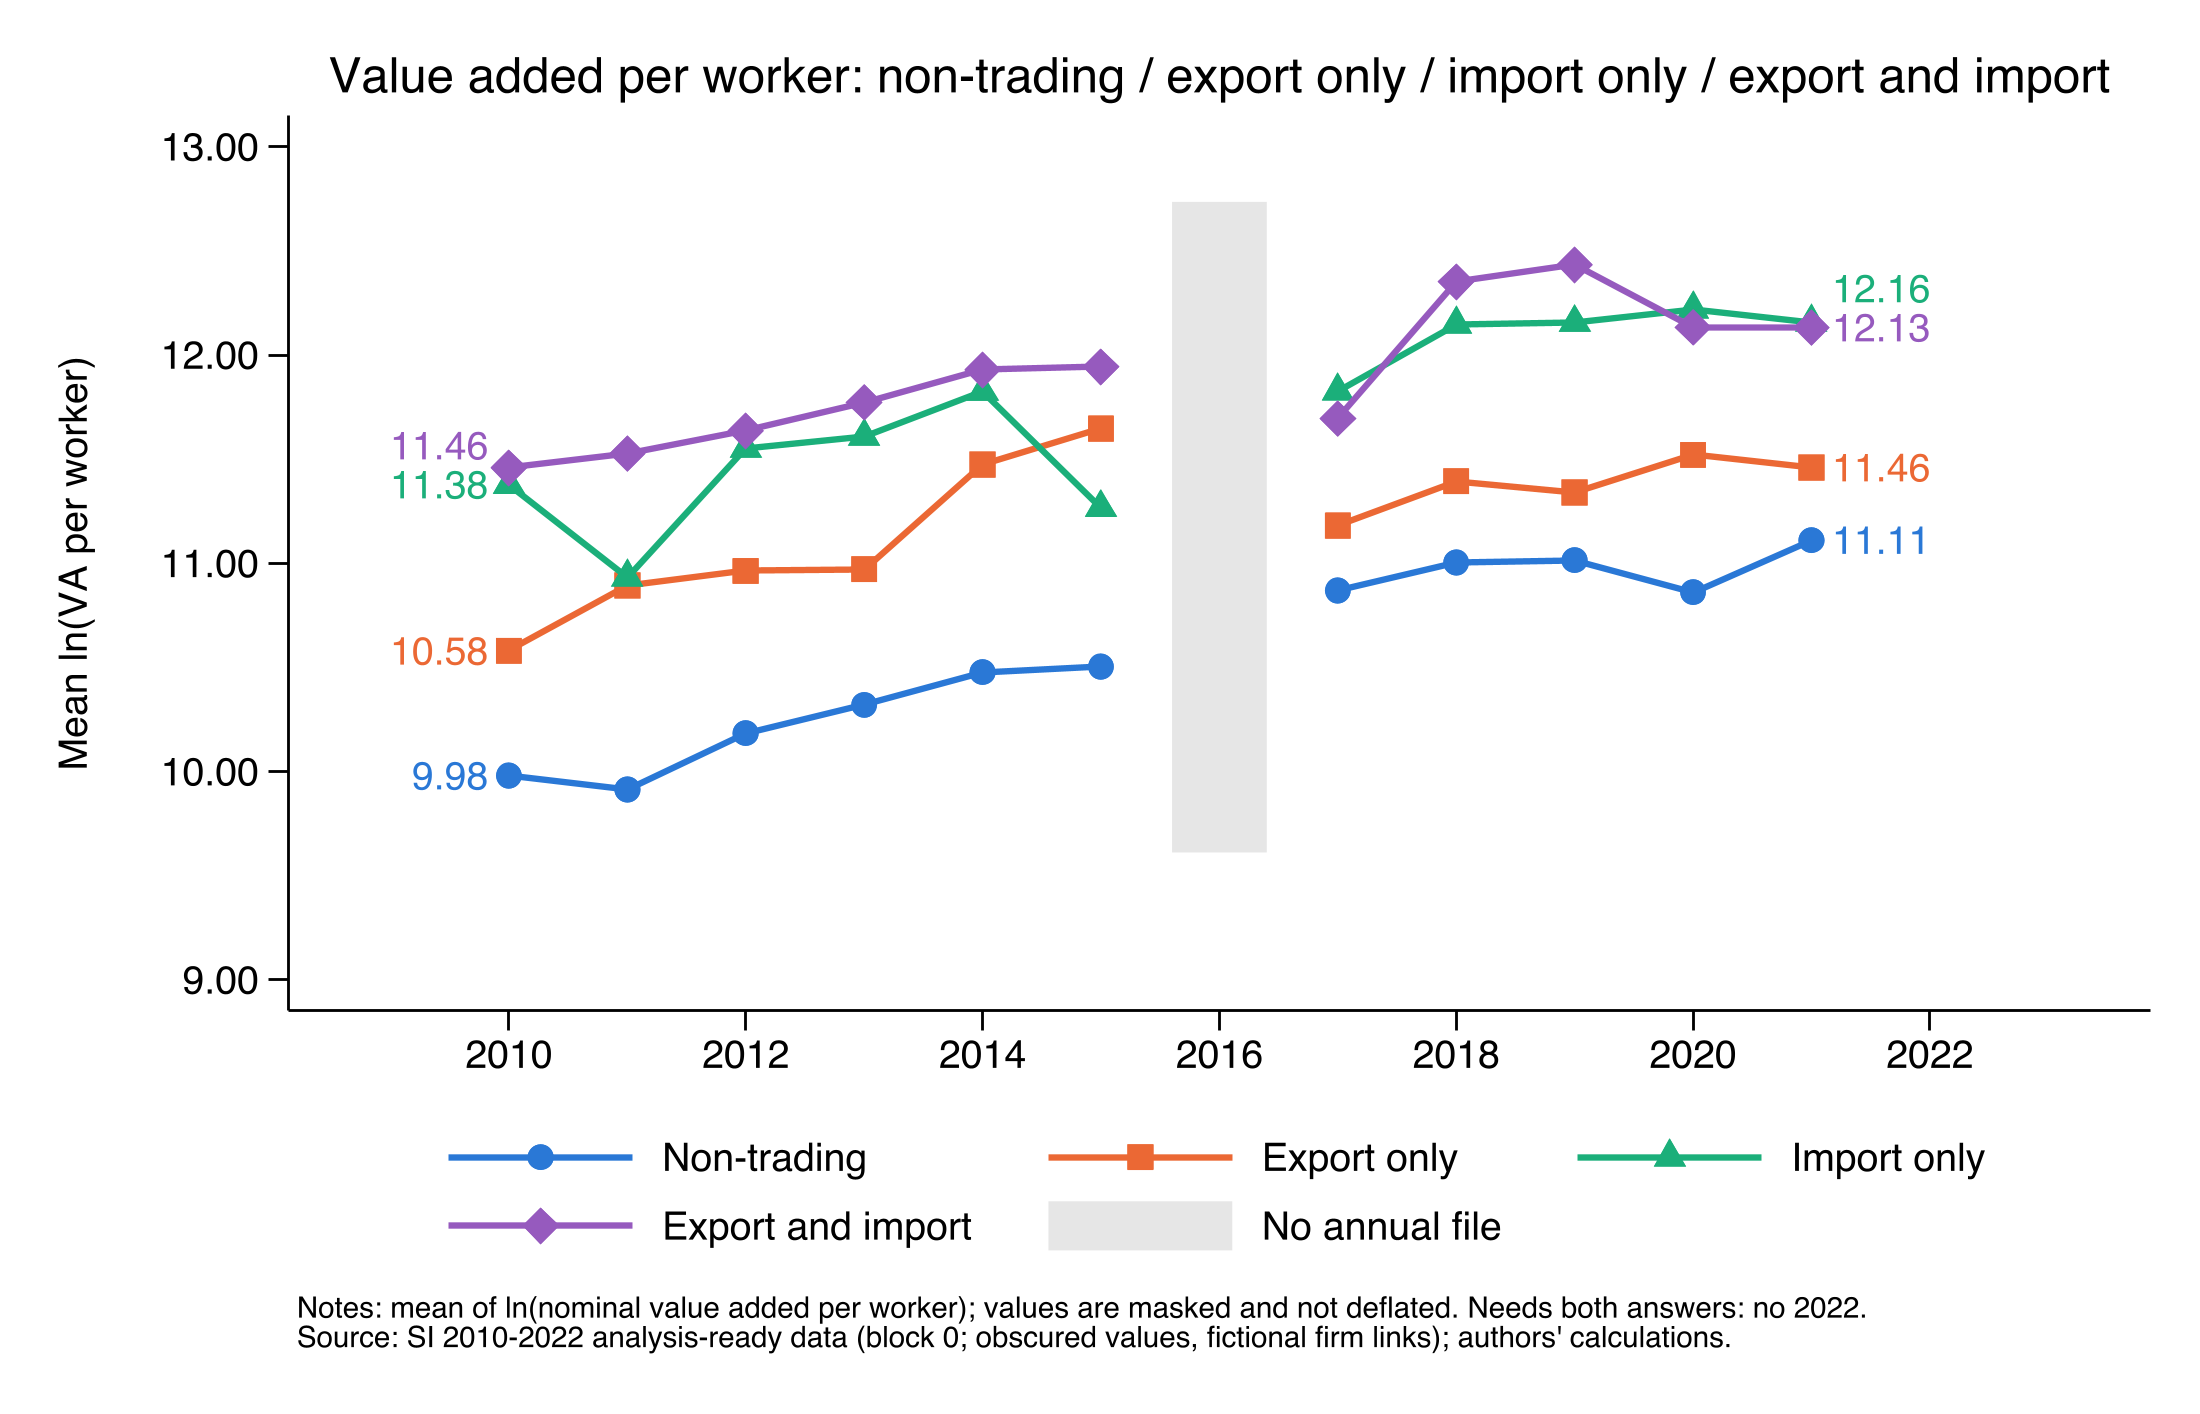 Value added per worker: non-trading / export only / import only / export and import
Mean ln(VA per worker)
13.00
12.00
11.00
10.00
9.00
11.46
11.38
10.58
9.98
12.16
12.13
11.46
11.11
2010
2012
2014
2016
2018
2020
2022
Non-trading
Export only
Import only
Export and import
No annual file
Notes: mean of ln(nominal value added per worker); values are masked and not deflated. Needs both answers: no 2022.
Source: SI 2010-2022 analysis-ready data (block 0; obscured values, fictional firm links); authors' calculations.